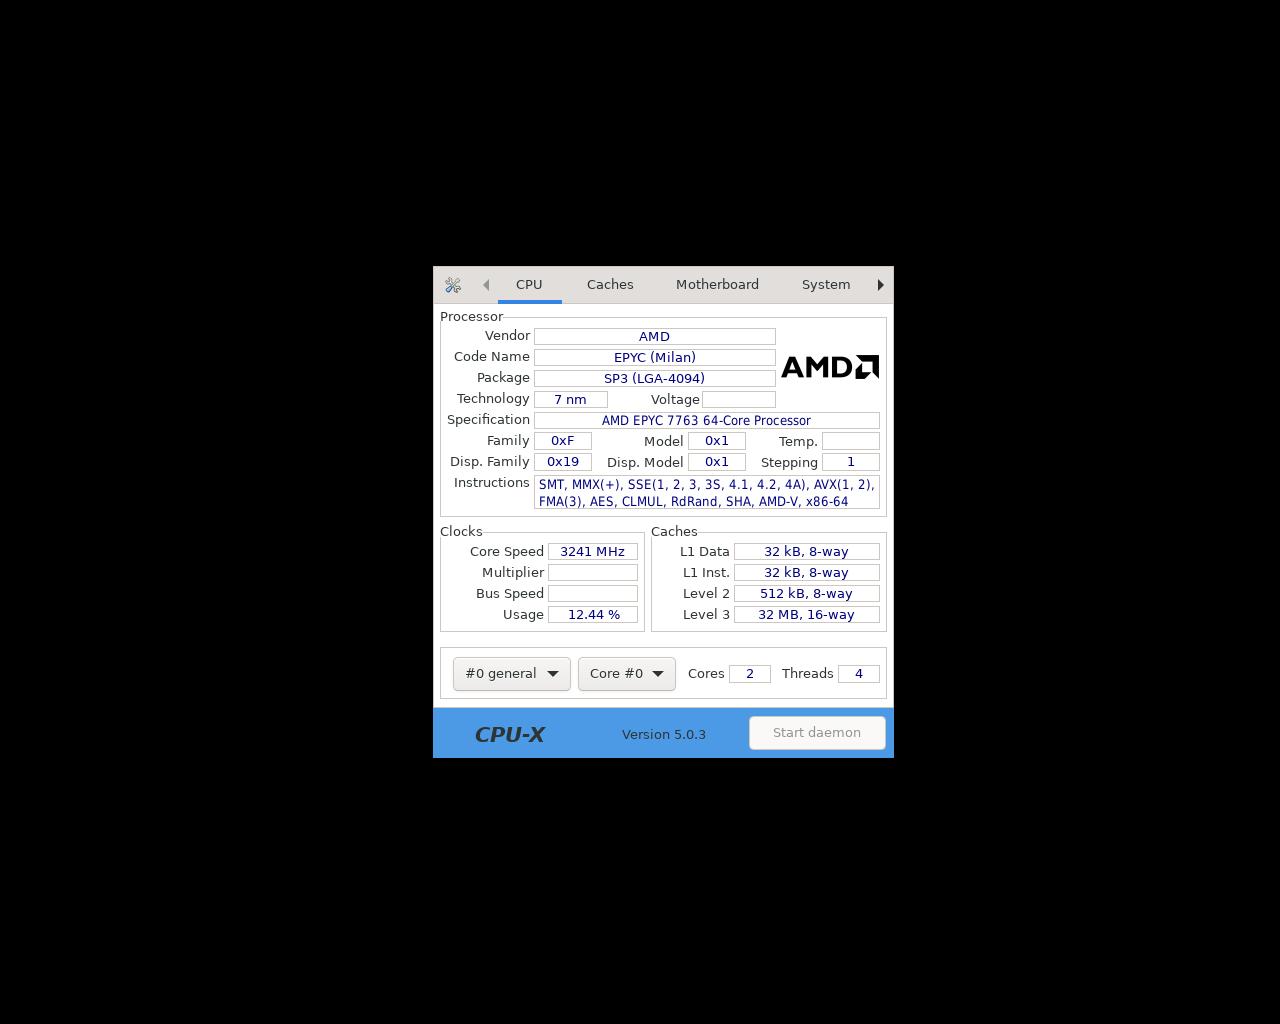 CPU Caches Motherboard System
Processor
Vendor AMD
Code Name EPYC (Milan)
AMD
Package SP3 (LGA-4094)
Technology 7 nm Voltage
Specification AMD EPYC 7763 64-Core Processor
Family 0xF Model 0x1 Temp.
Disp. Family 0x19 Disp. Model 0x1 Stepping 1
Instructions SMT, MMX(+), SSE(1, 2, 3, 3S, 4.1, 4.2, 4A), AVX(1, 2),
FMA(3), AES, CLMUL, RdRand, SHA, AMD-V, x86-64
Clocks
Core Speed 3241 MHz
Multiplier
Bus Speed
Usage 12.44 %
Caches
L1 Data 32 kB, 8-way
L1 Inst. 32 kB, 8-way
Level 2 512 kB, 8-way
Level 3 32 MB, 16-way
#0 general Core #0 Cores 2 Threads 4
CPU-X Version 5.0.3 Start daemon